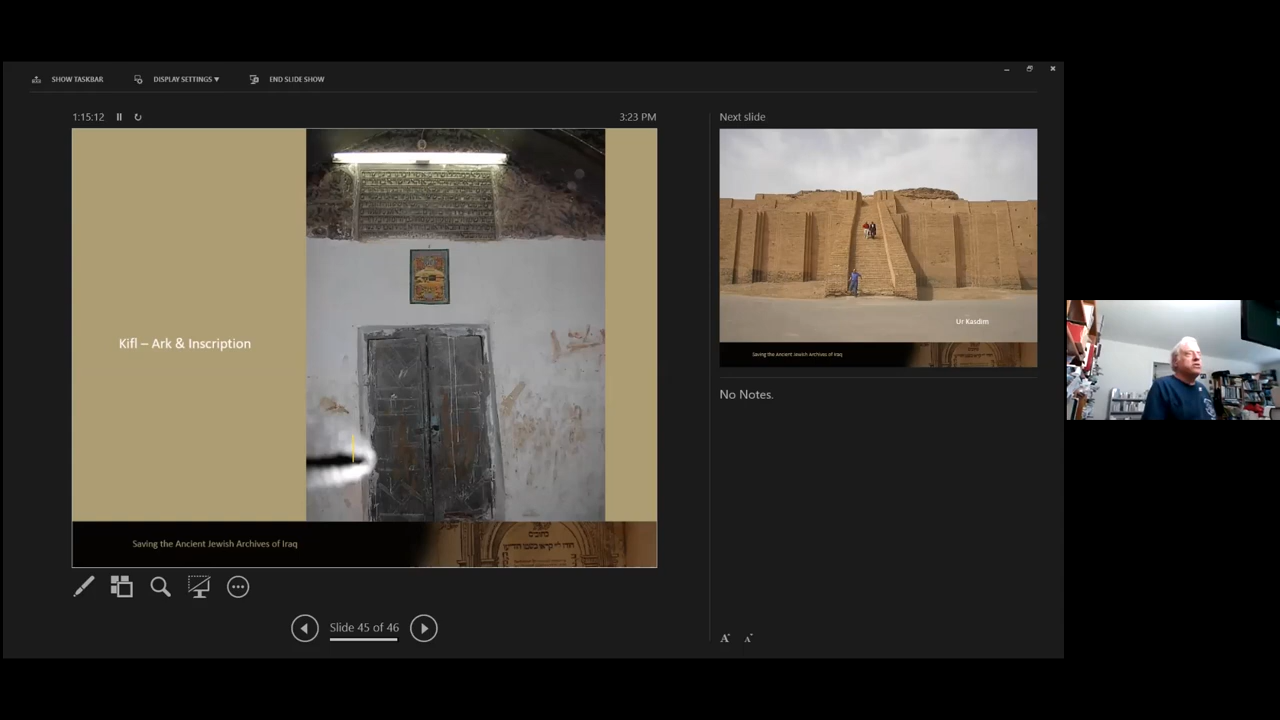 SHOW TASKBAR
DISPLAY SETTINGS ▼
END SLIDE SHOW
1:15:12
3:23 PM
Kifl – Ark & Inscription
Saving the Ancient Jewish Archives of Iraq
Slide 45 of 46
Next slide
Ur Kasdim
Saving the Ancient Jewish Archives of Iraq
No Notes.